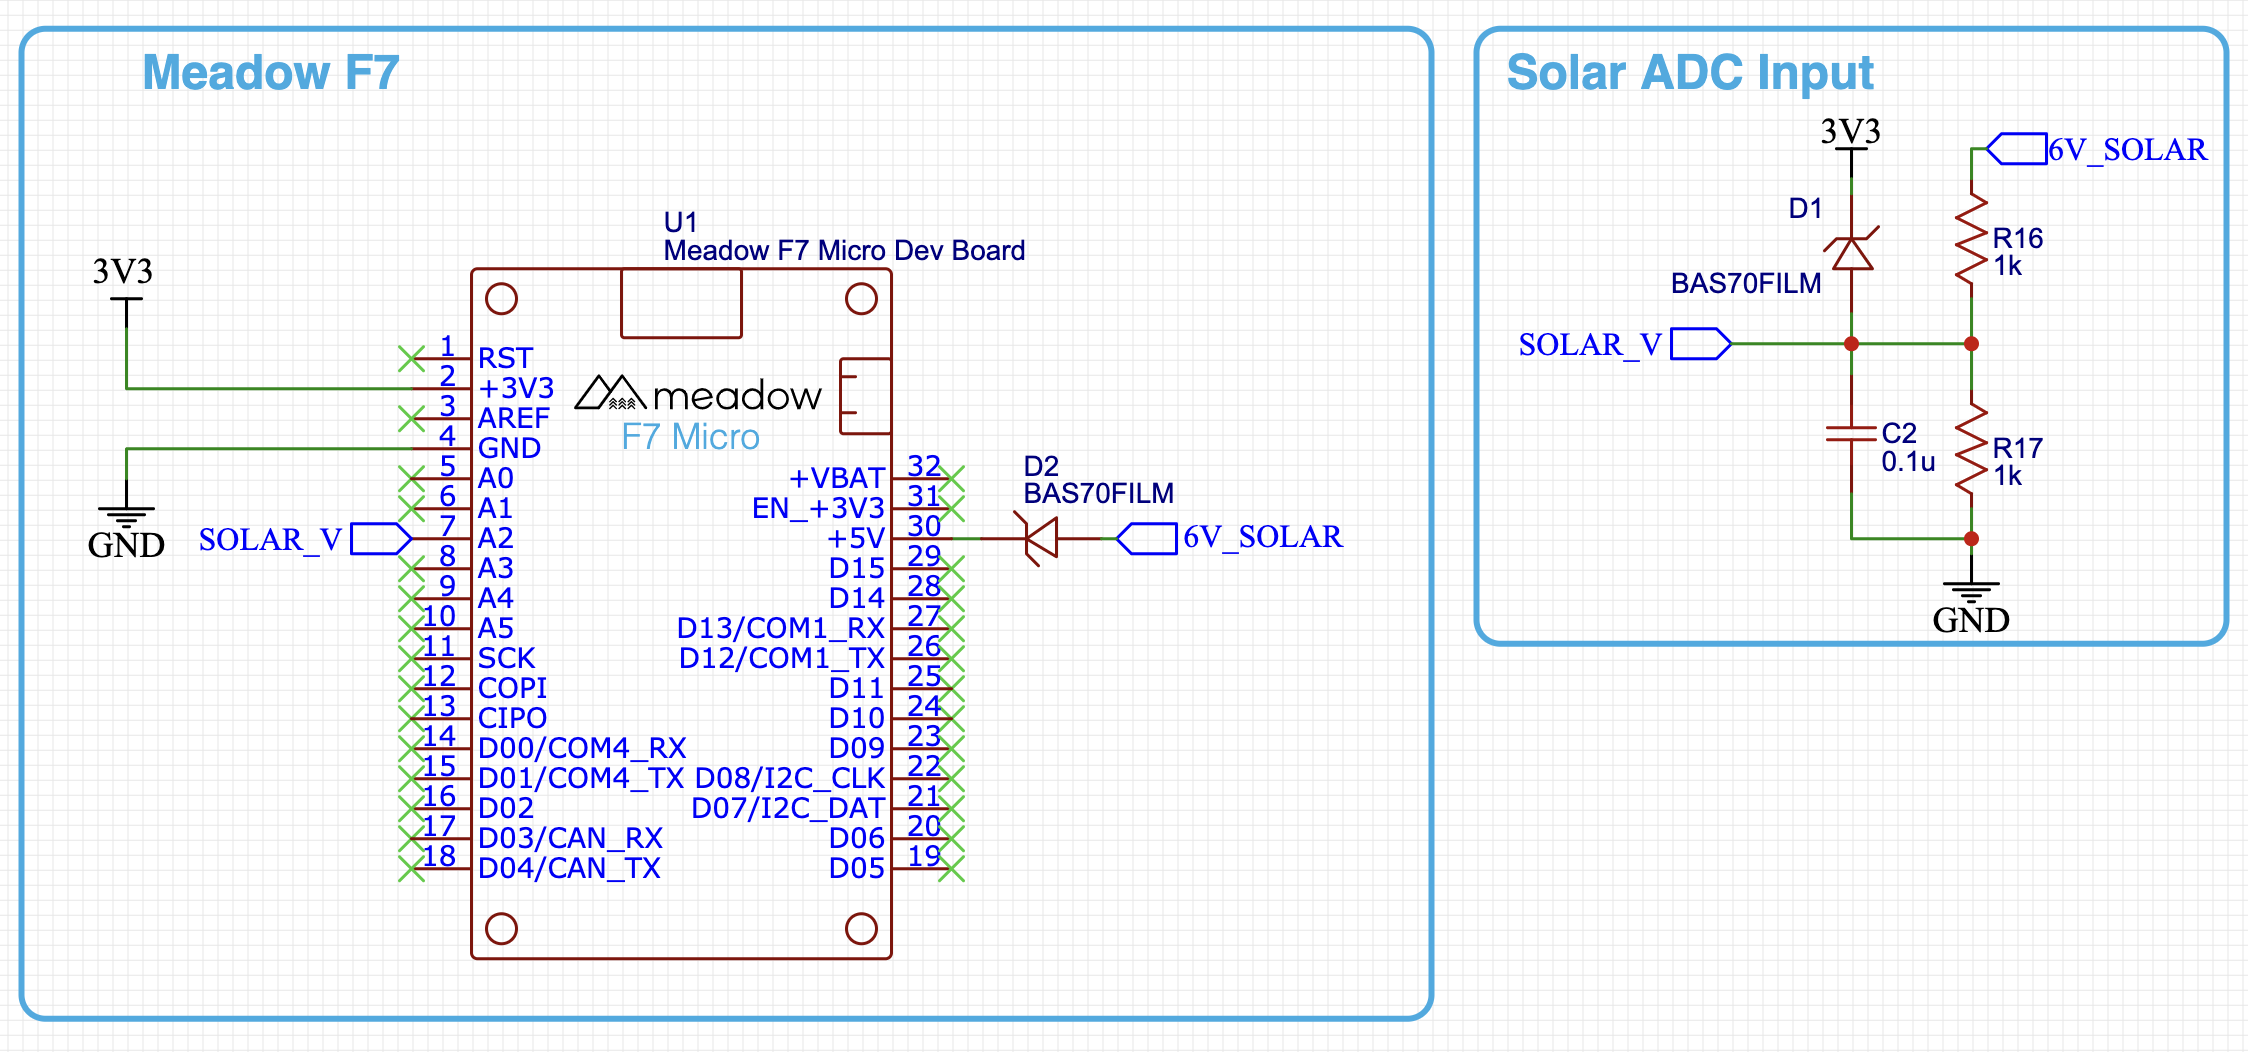 Meadow F7
U1
Meadow F7 Micro Dev Board
3V3
GND
SOLAR_V
meadow
F7 Micro
1 RST
2 +3V3
3 AREF
4 GND
5 A0
6 A1
7 A2
8 A3
9 A4
10 A5
11 SCK
12 COPI
13 CIPO
14 D00/COM4_RX
15 D01/COM4_TX
16 D02
17 D03/CAN_RX
18 D04/CAN_TX
+VBAT 32
EN_+3V3 31
+5V 30
D15 29
D14 28
D13/COM1_RX 27
D12/COM1_TX 26
D11 25
D10 24
D09 23
D08/I2C_CLK 22
D07/I2C_DAT 21
D06 20
D05 19
D2
BAS70FILM
6V_SOLAR
Solar ADC Input
3V3
6V_SOLAR
D1
BAS70FILM
R16
1k
SOLAR_V
C2
0.1u
R17
1k
GND